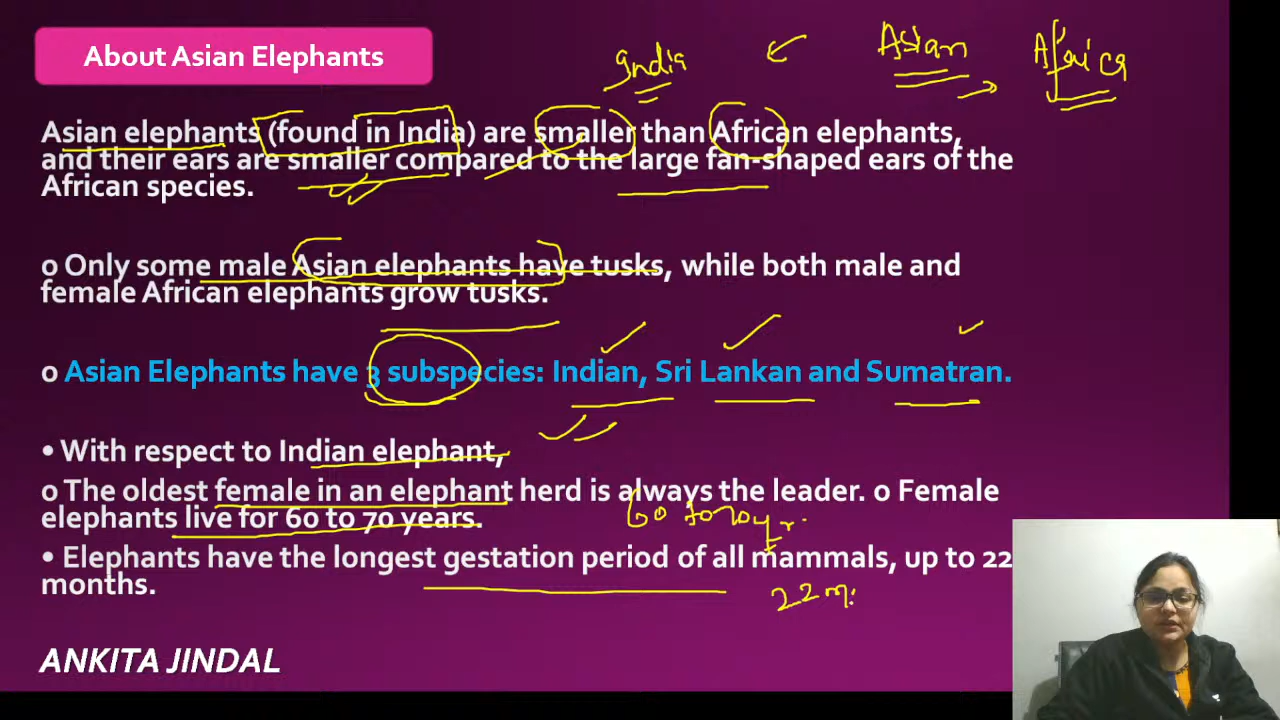 About Asian Elephants
India
Asian
Africa
Asian elephants (found in India) are smaller than African elephants,
and their ears are smaller compared to the large fan-shaped ears of the
African species.
o Only some male Asian elephants have tusks, while both male and
female African elephants grow tusks.
o Asian Elephants have 3 subspecies: Indian, Sri Lankan and Sumatran.
• With respect to Indian elephant,
o The oldest female in an elephant herd is always the leader. o Female
elephants live for 60 to 70 years.
60 to 70 yr.
• Elephants have the longest gestation period of all mammals, up to 22
months.
22 m.
ANKITA JINDAL